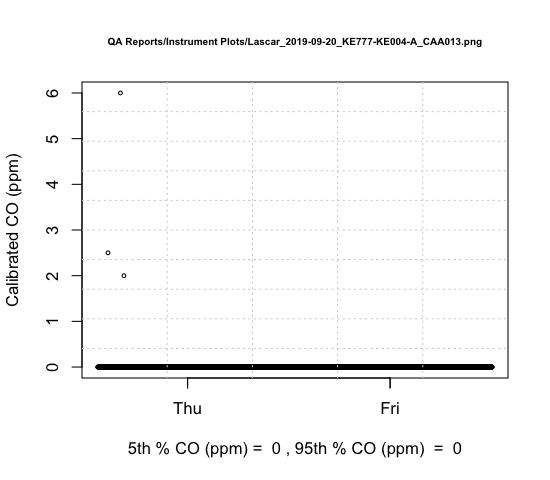 QA Reports/Instrument Plots/Lascar_2019-09-20_KE777-KE004-A_CAA013.png
Calibrated CO (ppm)
6
5
4
3
2
1
0
Thu Fri
5th % CO (ppm) =  0 , 95th % CO (ppm)  =  0